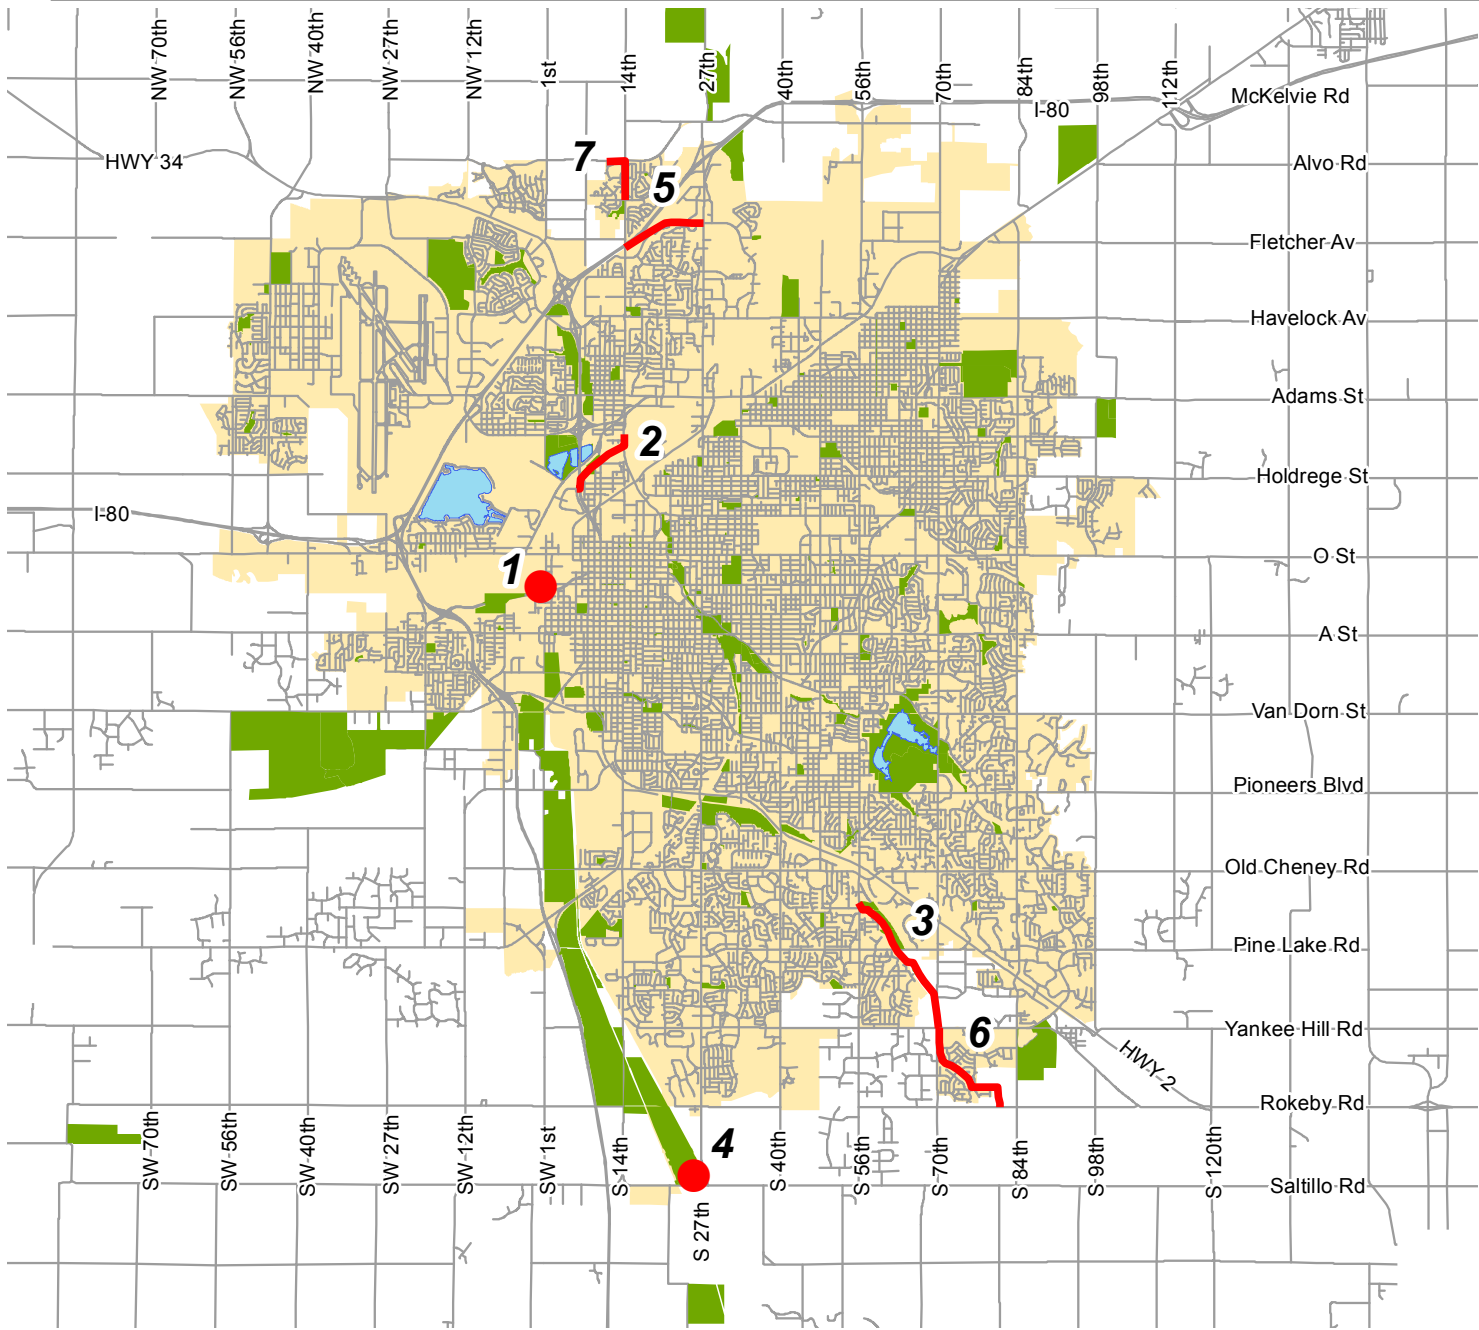 NW 70th
NW 56th
NW 40th
NW 27th
NW 12th
1st
14th
27th
40th
56th
70th
84th
98th
112th
McKelvie Rd
I-80
HWY 34
7
Alvo Rd
5
Fletcher Av
Havelock Av
Adams St
2
Holdrege St
I-80
O St
1
A St
Van Dorn St
Pioneers Blvd
Old Cheney Rd
3
Pine Lake Rd
6
Yankee Hill Rd
HWY 2
Rokeby Rd
4
SW 70th
SW 56th
SW 40th
SW 27th
SW 12th
SW 1st
S 14th
S 27th
S 40th
S 56th
S 70th
S 84th
S 98th
S 120th
Saltillo Rd